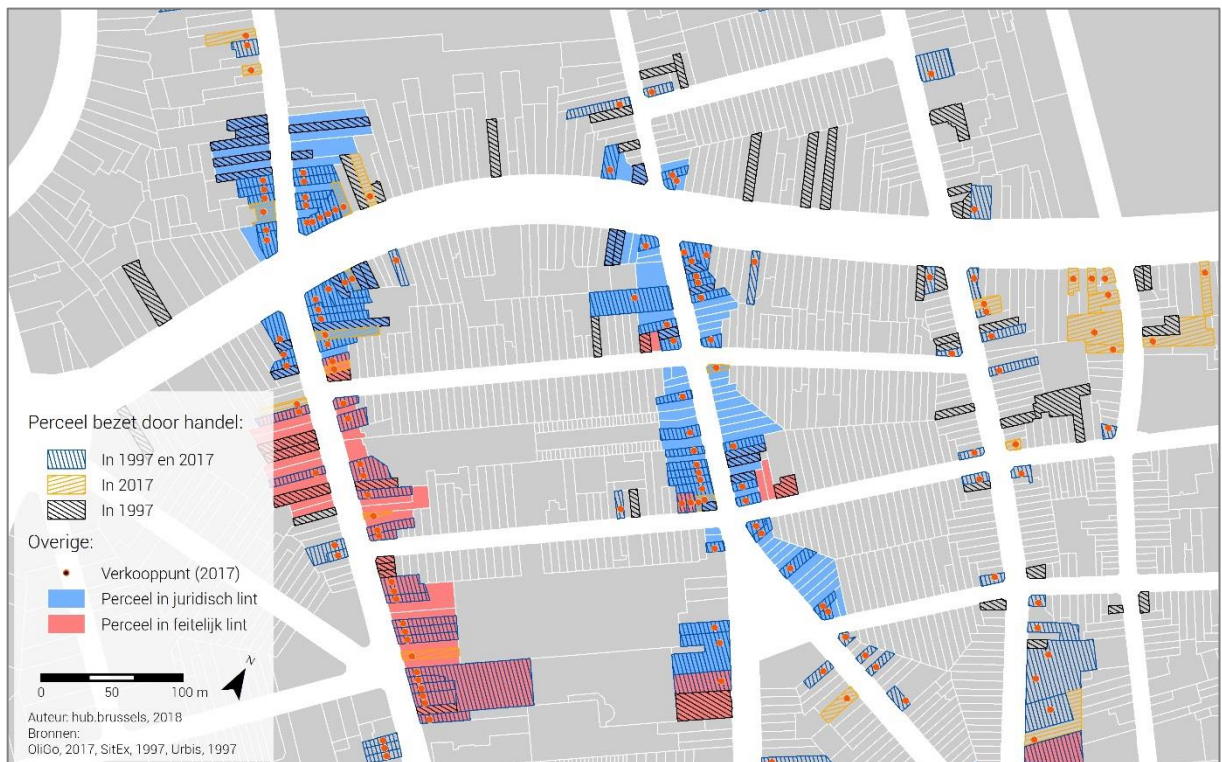 Perceel bezet door handel:
In 1997 en 2017
In 2017
In 1997
Overige:
Verkooppunt (2017)
Perceel in juridisch lint
Perceel in feitelijk lint
N
0 50 100 m
Auteur: hub.brussels, 2018
Bronnen:
OliGo, 2017, SitEx, 1997, Urbis, 1997